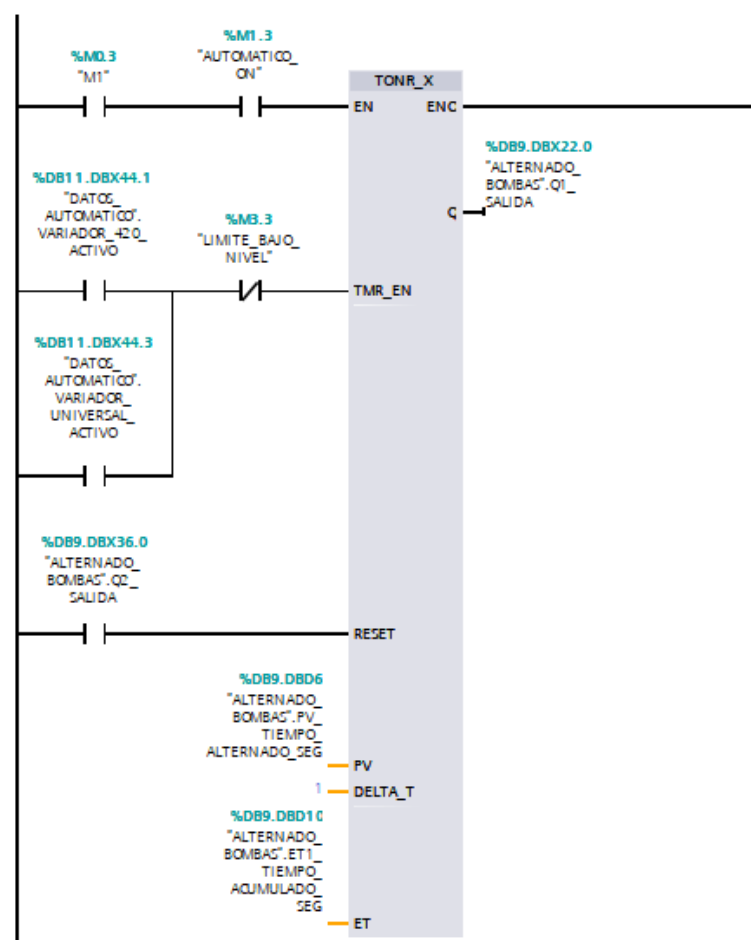 %M0.3
"M1"
%M1.3
"AUTOMATICO_
ON"
TONR_X
EN
ENO
%DB9.DBX22.0
"ALTERNADO_
BOMBAS".Q1_
SALIDA
Q
%DB11.DBX44.1
"DATOS_
AUTOMATICO".
VARIADOR_420_
ACTIVO
%M3.3
"LIMITE_BAJO_
NIVEL"
TMR_EN
%DB11.DBX44.3
"DATOS_
AUTOMATICO".
VARIADOR_
UNIVERSAL_
ACTIVO
%DB9.DBX36.0
"ALTERNADO_
BOMBAS".Q2_
SALIDA
RESET
%DB9.DBD6
"ALTERNADO_
BOMBAS".PV_
TIEMPO_
ALTERNADO_SEG
PV
1
DELTA_T
%DB9.DBD10
"ALTERNADO_
BOMBAS".ET1_
TIEMPO_
ACUMULADO_
SEG
ET